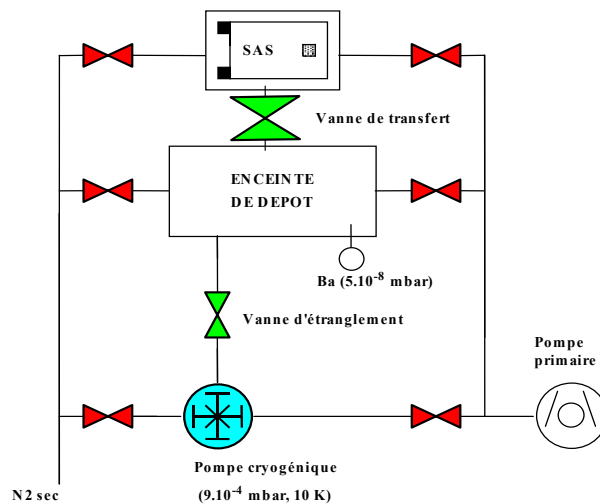 SAS
Vanne de transfert
ENCEINTE
DE DEPOT
Ba (5.10⁻⁸ mbar)
Vanne d'étranglement
Pompe
primaire
Pompe cryogénique
(9.10⁻⁴ mbar, 10 K)
N2 sec